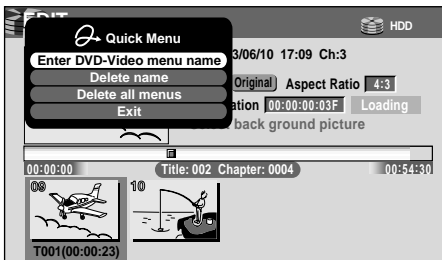 EDIT
HDD
Quick Menu
Enter DVD-Video menu name
Delete name
Delete all menus
Exit
3/06/10 17:09 Ch:3
Original Aspect Ratio 4:3
ation 00:00:00:03F Loading
back ground picture
00:00:00 Title: 002 Chapter: 0004 00:54:30
09 10
T001(00:00:23)